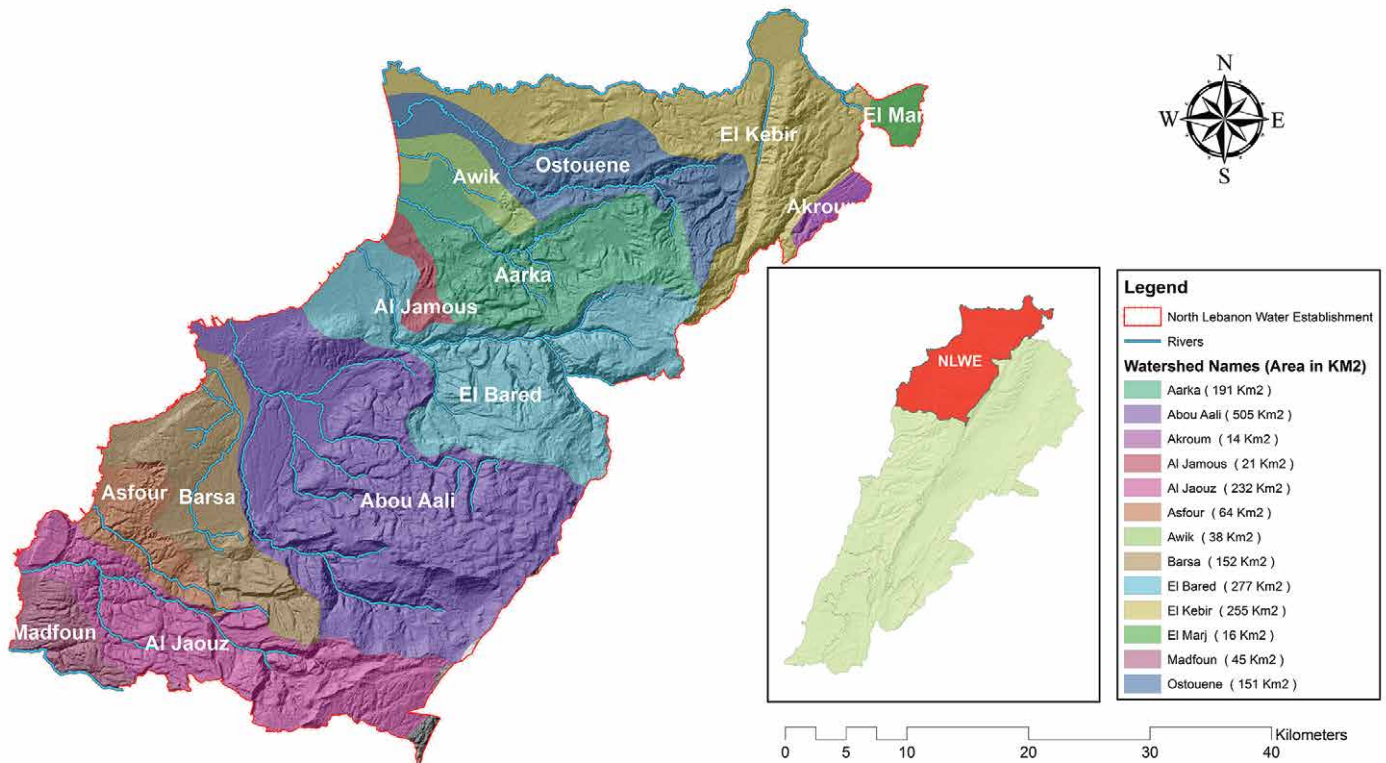 N
W E
S
El Mar
El Kebir
Ostouene
Awik
Akroum
Aarka
Al Jamous
El Bared
Abou Aali
Asfour
Barsa
Madfoun
Al Jaouz
NLWE
Legend
North Lebanon Water Establishment
Rivers
Watershed Names (Area in KM2)
Aarka ( 191 Km2 )
Abou Aali ( 505 Km2 )
Akroum ( 14 Km2 )
Al Jamous ( 21 Km2 )
Al Jaouz ( 232 Km2 )
Asfour ( 64 Km2 )
Awik ( 38 Km2 )
Barsa ( 152 Km2 )
El Bared ( 277 Km2 )
El Kebir ( 255 Km2 )
El Marj ( 16 Km2 )
Madfoun ( 45 Km2 )
Ostouene ( 151 Km2 )
Kilometers
0 5 10 20 30 40